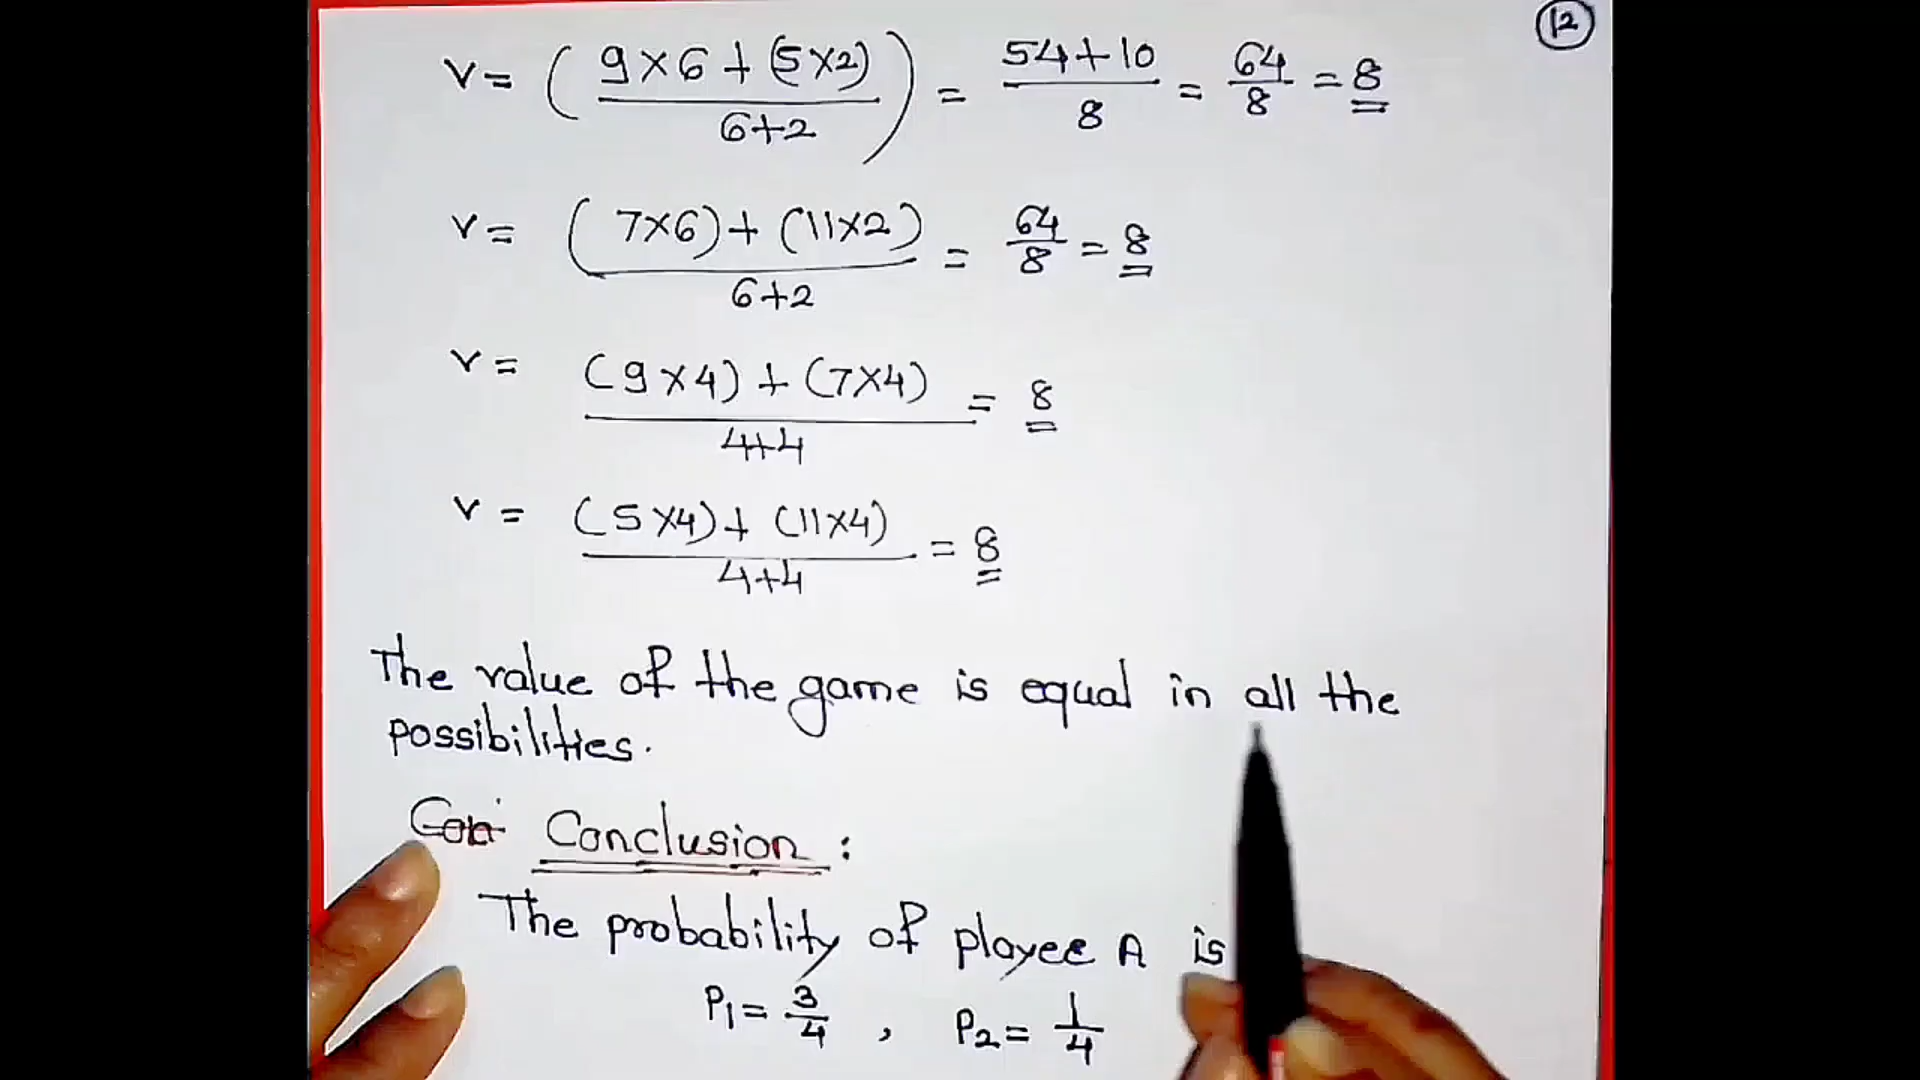 12
V = ( 9×6 + (5×2) / 6+2 ) = 54+10 / 8 = 64 / 8 = 8
V = (7×6) + (11×2) / 6+2 = 64 / 8 = 8
V = (9×4) + (7×4) / 4+4 = 8
V = (5×4) + (11×4) / 4+4 = 8
The value of the game is equal in all the
possibilities.
Conclusion :
The probability of player A is
P1 = 3/4 , P2 = 1/4